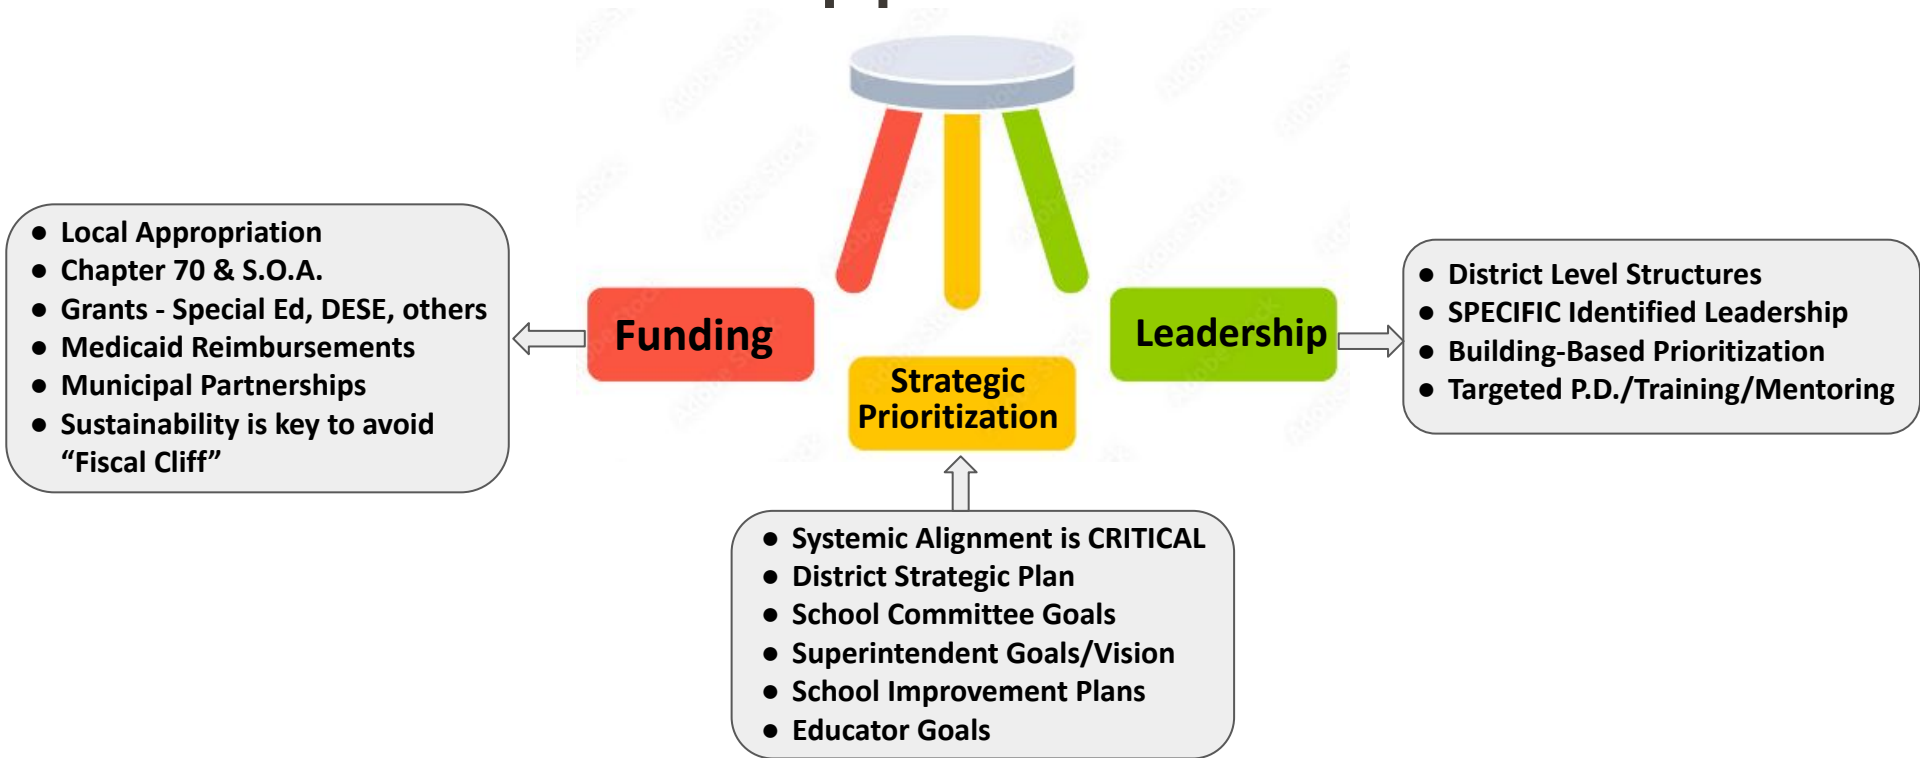 Funding
Strategic
Prioritization
Leadership
● Local Appropriation
● Chapter 70 & S.O.A.
● Grants - Special Ed, DESE, others
● Medicaid Reimbursements
● Municipal Partnerships
● Sustainability is key to avoid
“Fiscal Cliff”
● Systemic Alignment is CRITICAL
● District Strategic Plan
● School Committee Goals
● Superintendent Goals/Vision
● School Improvement Plans
● Educator Goals
● District Level Structures
● SPECIFIC Identified Leadership
● Building-Based Prioritization
● Targeted P.D./Training/Mentoring
Adobe Stock